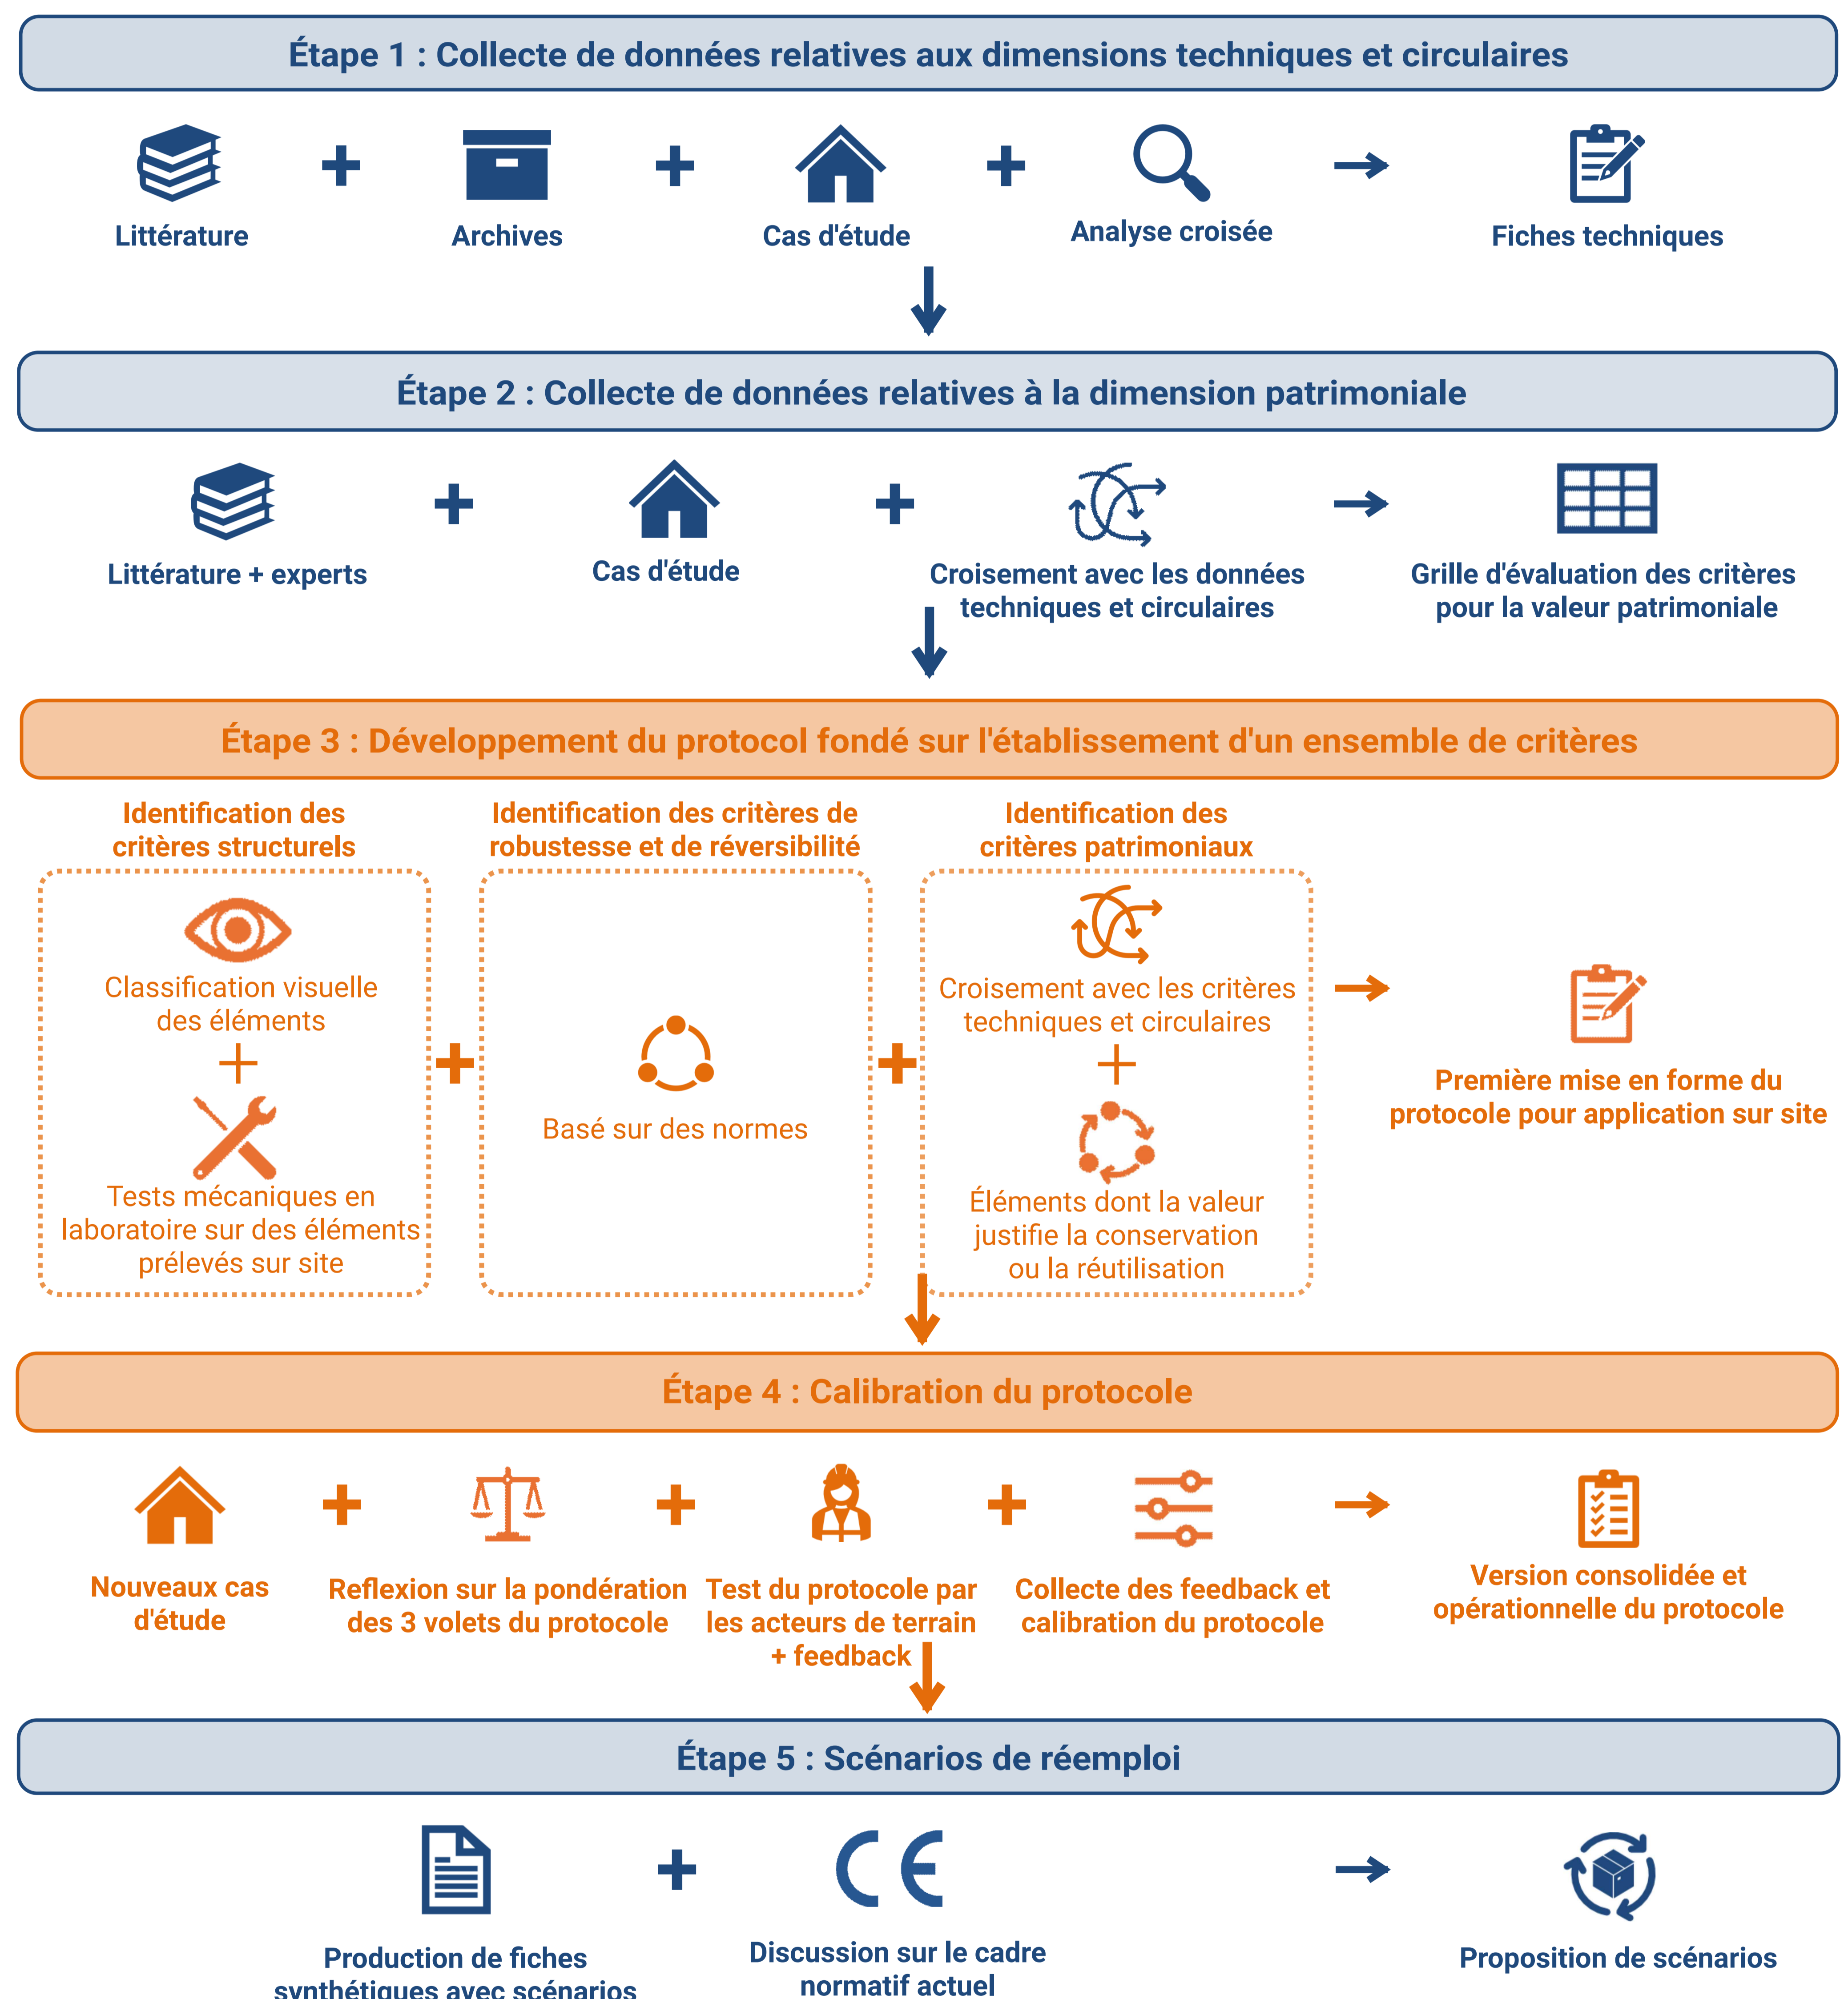 Étape 1 : Collecte de données relatives aux dimensions techniques et circulaires
Littérature
Archives
Cas d'étude
Analyse croisée
Fiches techniques
Étape 2 : Collecte de données relatives à la dimension patrimoniale
Littérature + experts
Cas d'étude
Croisement avec les données
techniques et circulaires
Grille d'évaluation des critères
pour la valeur patrimoniale
Étape 3 : Développement du protocol fondé sur l'établissement d'un ensemble de critères
Identification des
critères structurels
Classification visuelle
des éléments
Tests mécaniques en
laboratoire sur des éléments
prélevés sur site
Identification des critères de
robustesse et de réversibilité
Basé sur des normes
Identification des
critères patrimoniaux
Croisement avec les critères
techniques et circulaires
Éléments dont la valeur
justifie la conservation
ou la réutilisation
Première mise en forme du
protocole pour application sur site
Étape 4 : Calibration du protocole
Nouveaux cas
d'étude
Reflexion sur la pondération
des 3 volets du protocole
Test du protocole par
les acteurs de terrain
+ feedback
Collecte des feedback et
calibration du protocole
Version consolidée et
opérationnelle du protocole
Étape 5 : Scénarios de réemploi
Production de fiches
synthétiques avec scénarios
CE
Discussion sur le cadre
normatif actuel
Proposition de scénarios